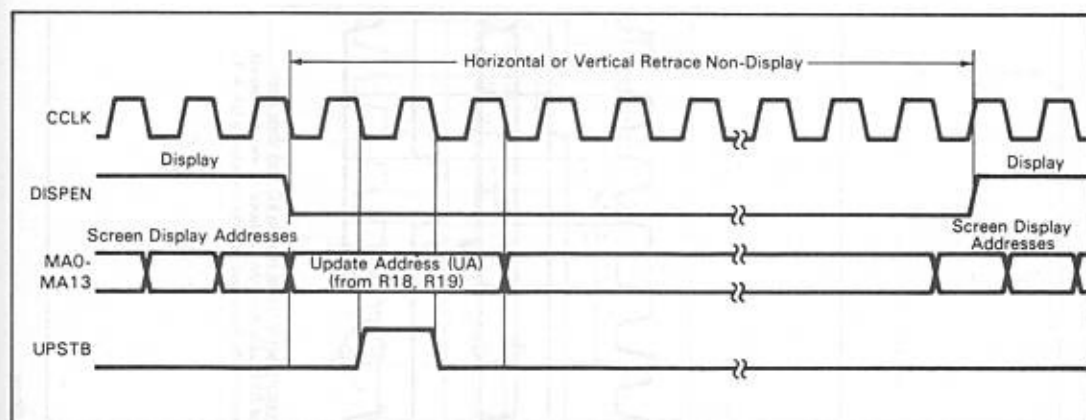 Horizontal or Vertical Retrace Non-Display
CCLK
Display
Display
DISPEN
Screen Display Addresses
Screen Display
Addresses
MA0-
MA13
Update Address (UA)
(from R18, R19)
UPSTB